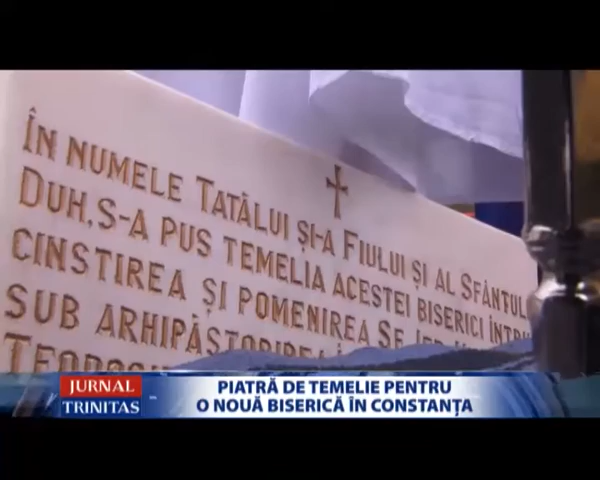 ÎN NUMELE TATĂLUI ȘI-A FIULUI ȘI AL SFÂNTULUI
DUH, S-A PUS TEMELIA ACESTEI BISERICI ÎNTRU
CINSTIREA ȘI POMENIREA
SUB ARHIPĂSTORIREA
JURNAL
TRINITAS
PIATRĂ DE TEMELIE PENTRU
O NOUĂ BISERICĂ ÎN CONSTANȚA